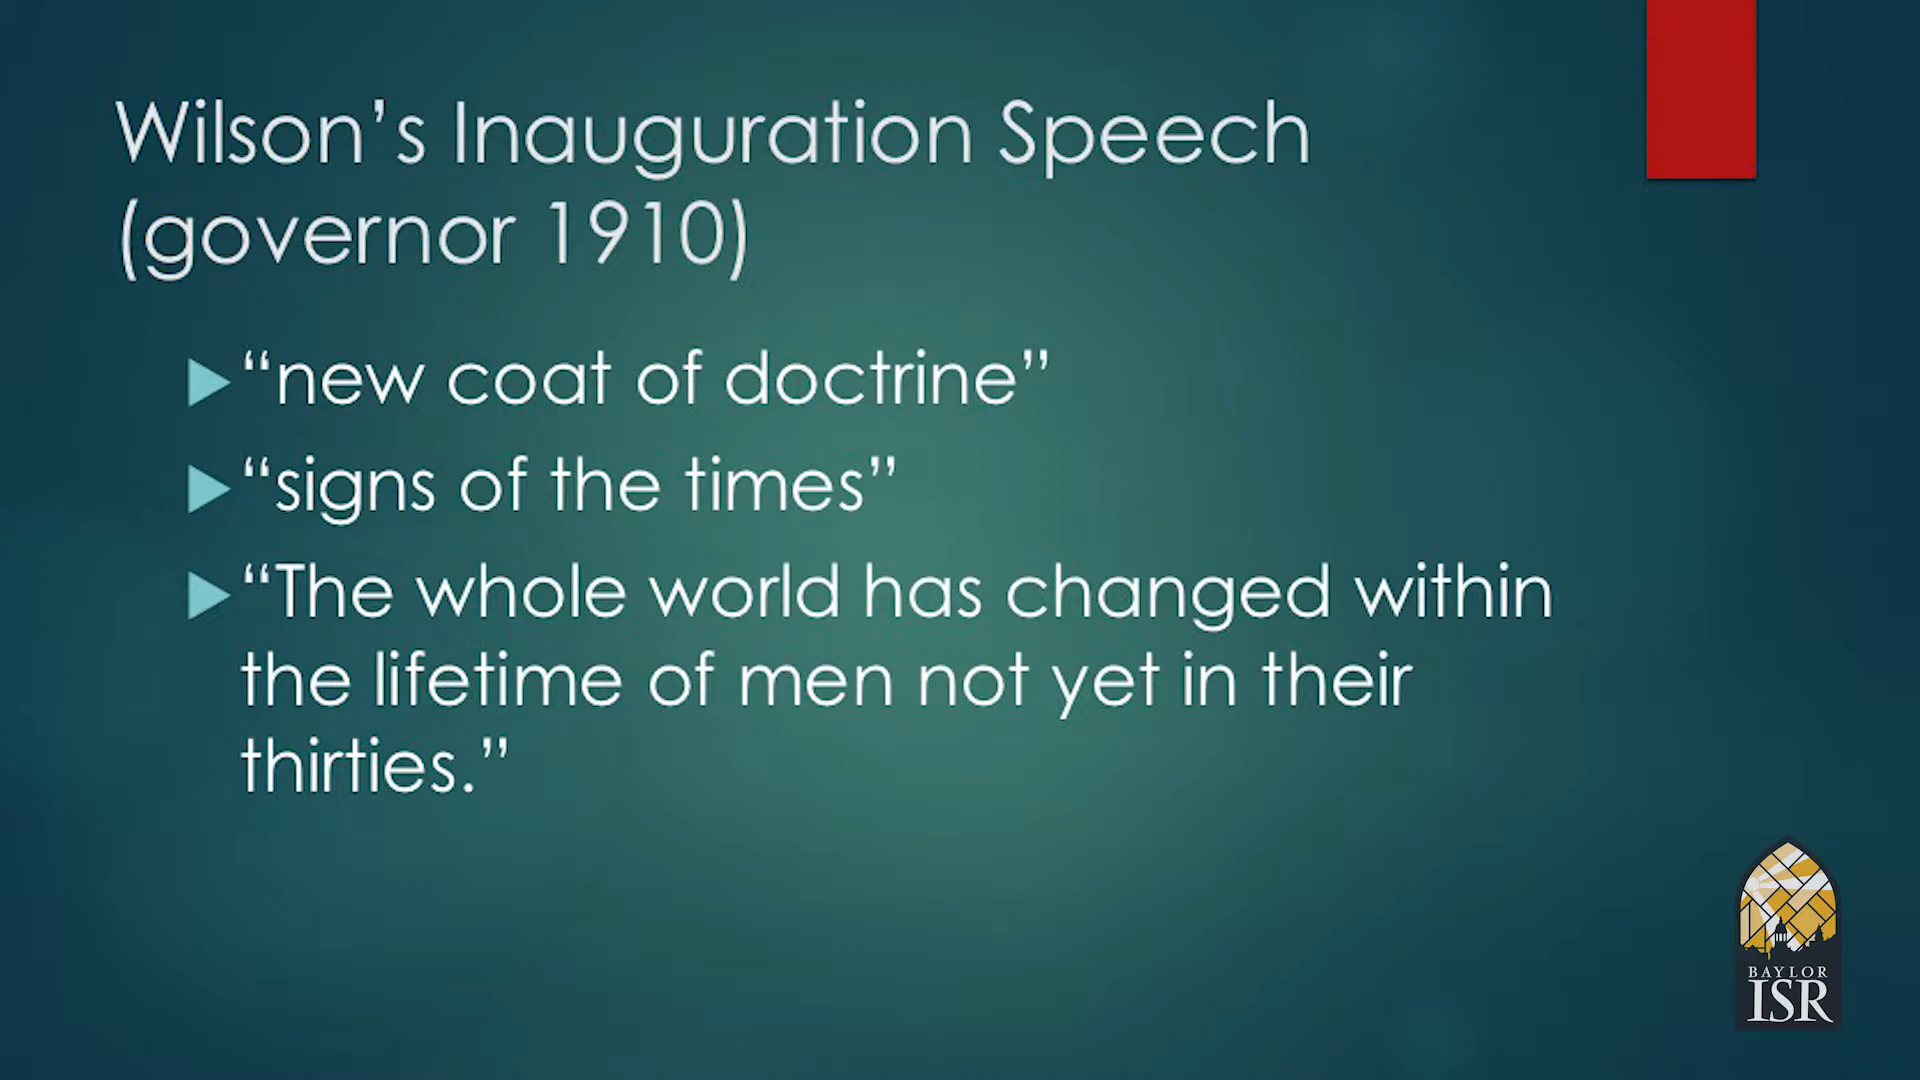 Wilson’s Inauguration Speech
(governor 1910)
“new coat of doctrine”
“signs of the times”
“The whole world has changed within
the lifetime of men not yet in their
thirties.”
BAYLOR
ISR